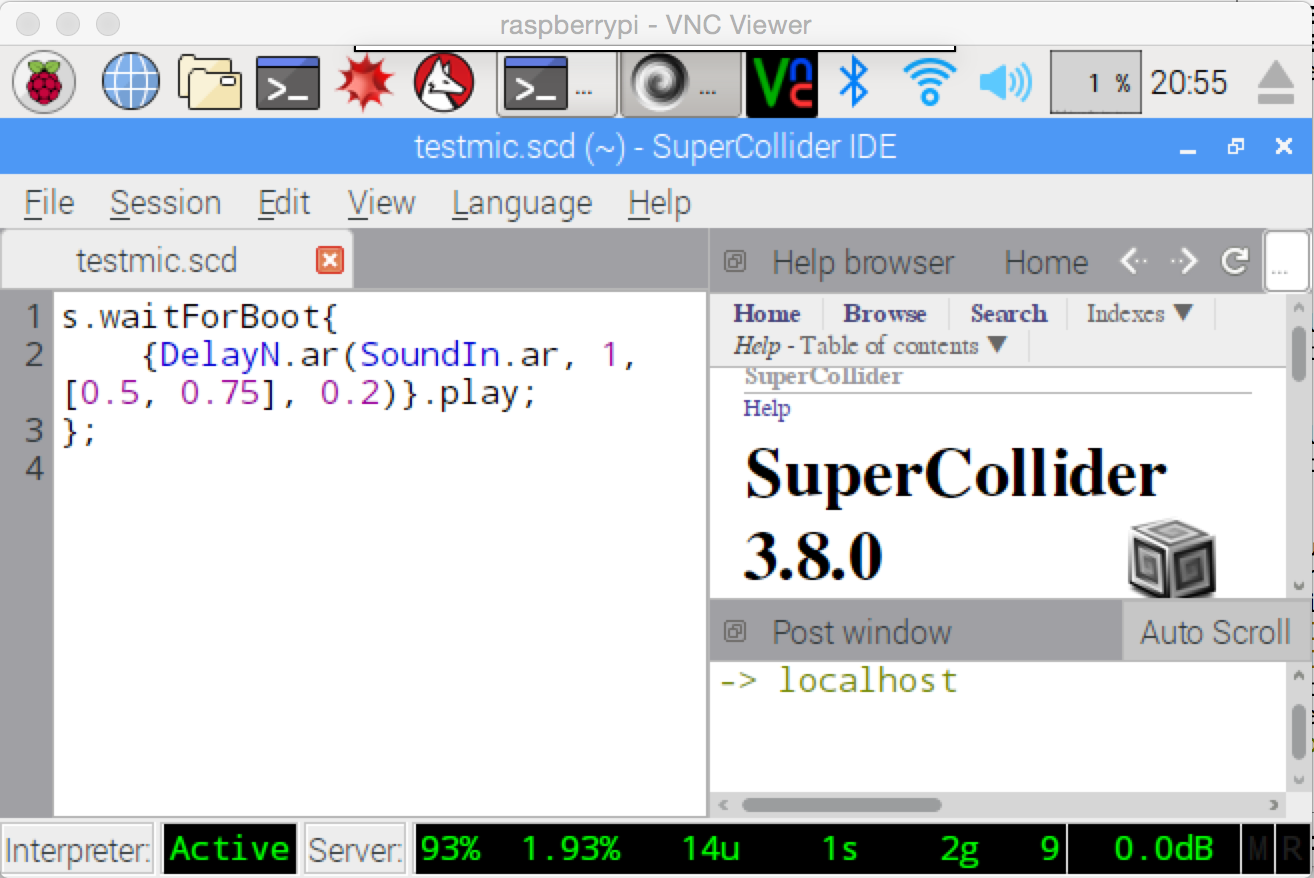 raspberrypi - VNC Viewer
>_ >_ ... ... VNC 1 % 20:55
testmic.scd (~) - SuperCollider IDE
File Session Edit View Language Help
testmic.scd
1 s.waitForBoot{
2 {DelayN.ar(SoundIn.ar, 1,
[0.5, 0.75], 0.2)}.play;
3 };
4
Help browser Home ...
Home Browse Search Indexes ▼
Help - Table of contents ▼
SuperCollider
Help
SuperCollider
3.8.0
Post window Auto Scroll
-> localhost
Interpreter: Active Server: 93% 1.93% 14u 1s 2g 9 0.0dB M R